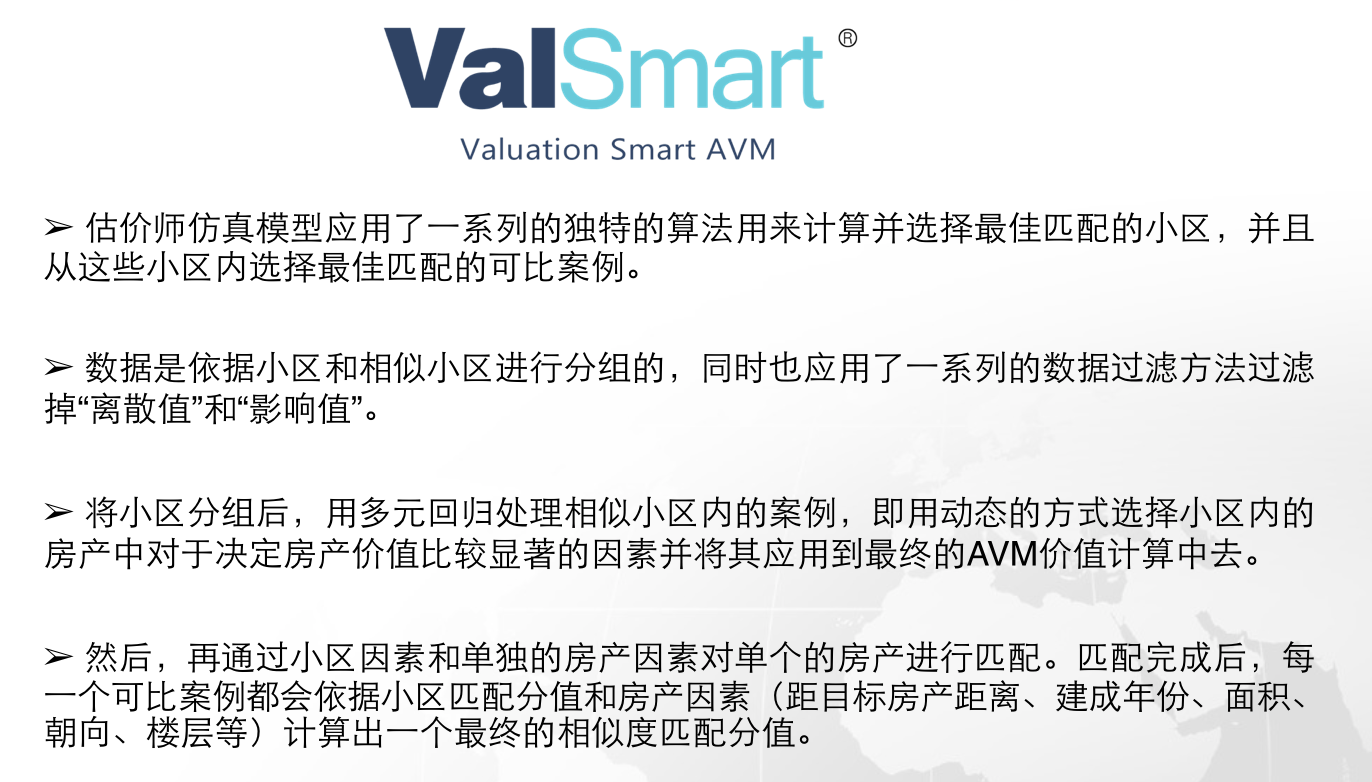 ValSmart®
Valuation Smart AVM
➢ 估价师仿真模型应用了一系列的独特的算法用来计算并选择最佳匹配的小区，并且
从这些小区内选择最佳匹配的可比案例。
➢ 数据是依据小区和相似小区进行分组的，同时也应用了一系列的数据过滤方法过滤
掉“离散值”和“影响值”。
➢ 将小区分组后，用多元回归处理相似小区内的案例，即用动态的方式选择小区内的
房产中对于决定房产价值比较显著的因素并将其应用到最终的AVM价值计算中去。
➢ 然后，再通过小区因素和单独的房产因素对单个的房产进行匹配。匹配完成后，每
一个可比案例都会依据小区匹配分值和房产因素（距目标房产距离、建成年份、面积、
朝向、楼层等）计算出一个最终的相似度匹配分值。